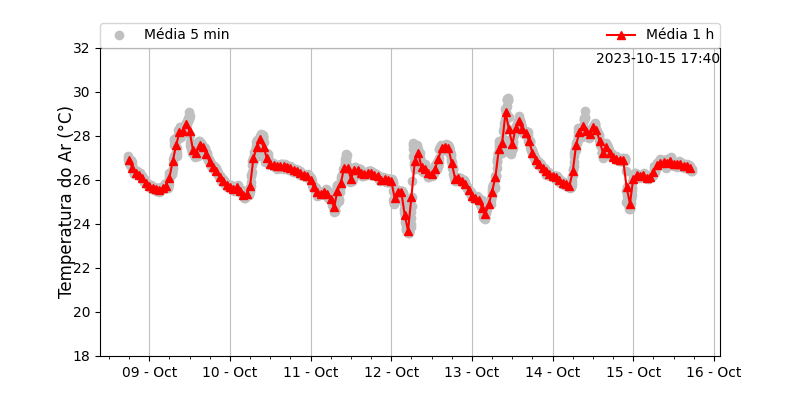 Média 5 min
Média 1 h
2023-10-15 17:40
Temperatura do Ar (°C)
32
30
28
26
24
22
20
18
09 - Oct
10 - Oct
11 - Oct
12 - Oct
13 - Oct
14 - Oct
15 - Oct
16 - Oct